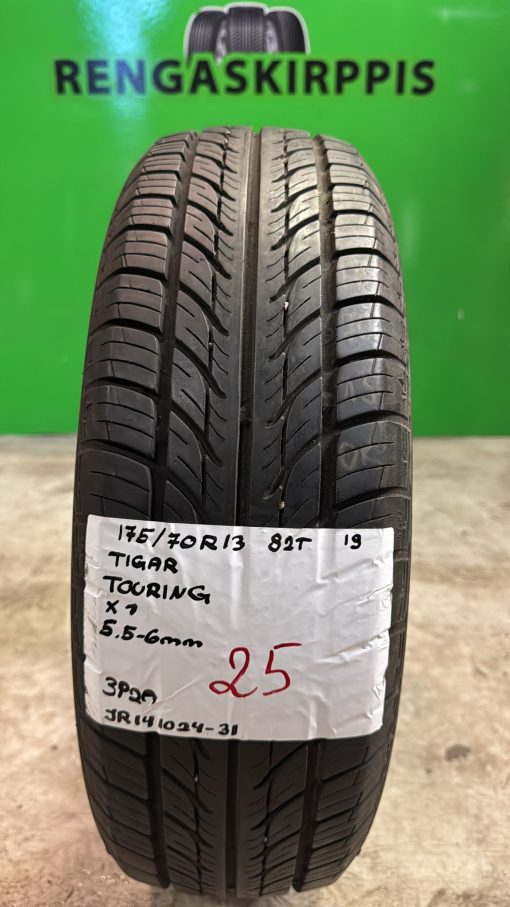 RENGASKIRPPIS
175/70R13 82T 19
TIGAR
TOURING
X1
5.5-6mm
25
3P2A
JR141024-31